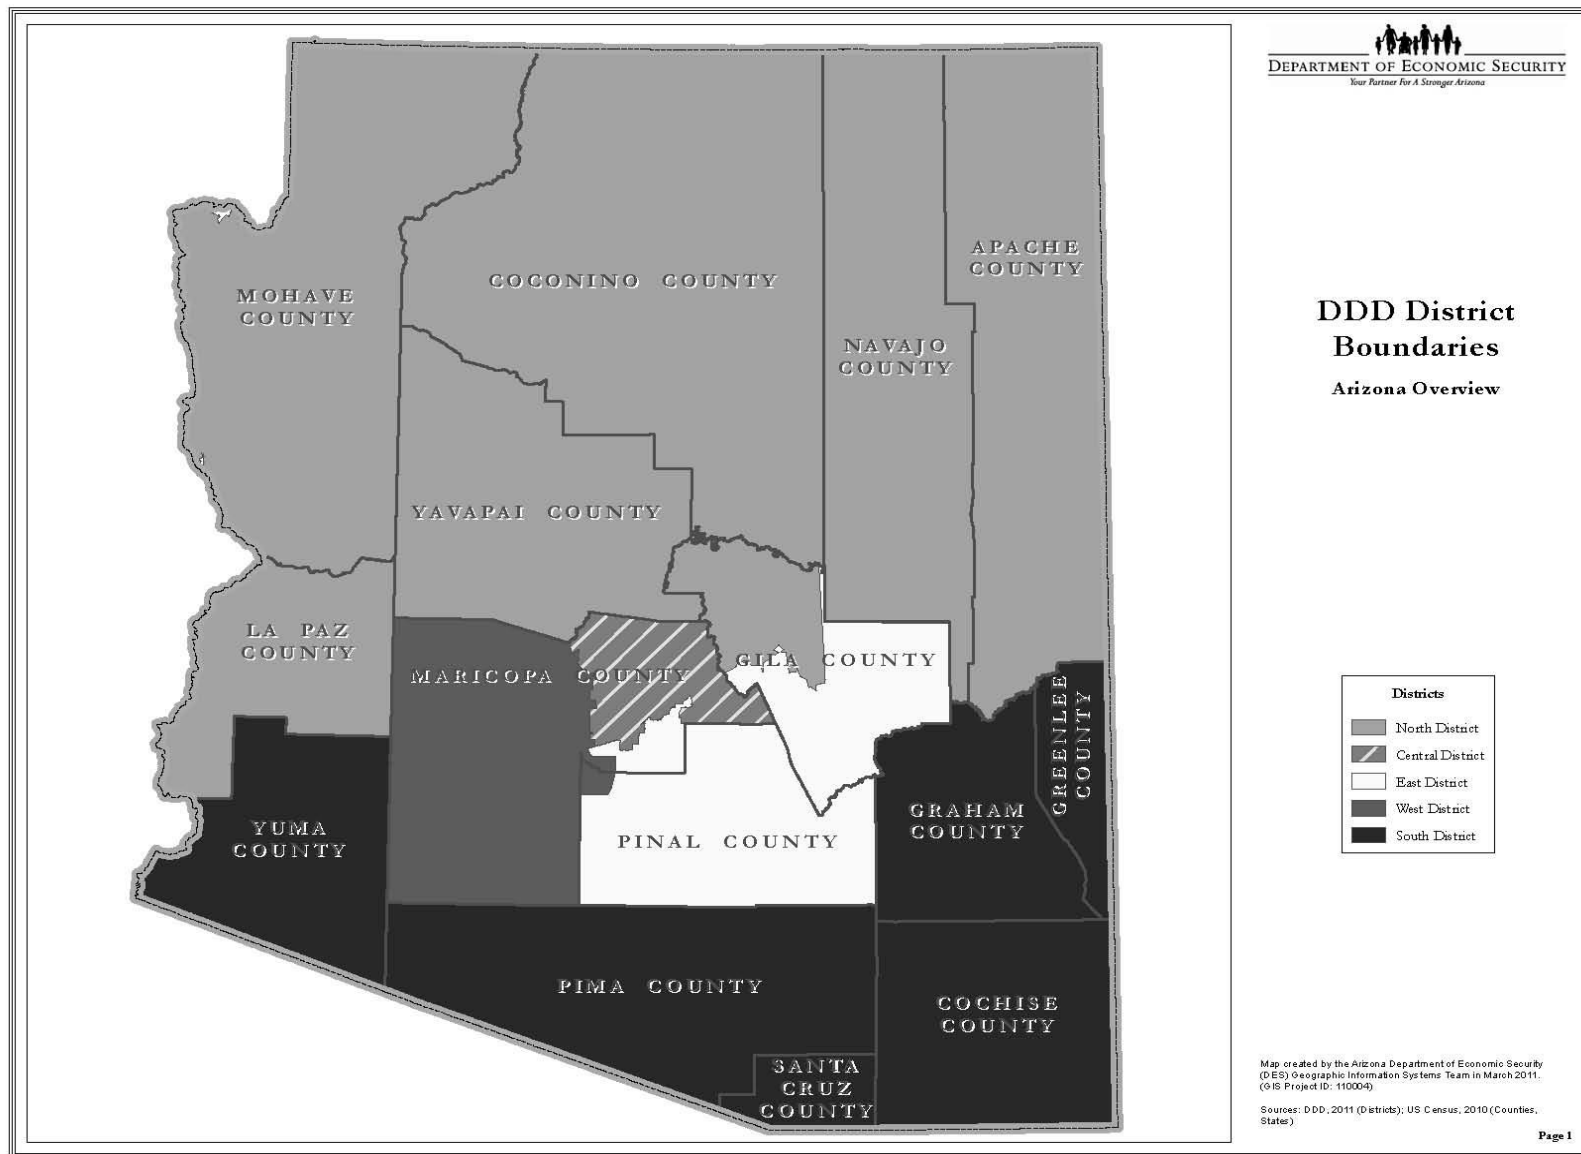 DEPARTMENT OF ECONOMIC SECURITY
Your Partner For A Stronger Arizona
DDD District
Boundaries
Arizona Overview
MOHAVE
COUNTY
COCONINO COUNTY
APACHE
COUNTY
NAVAJO
COUNTY
YAVAPAI COUNTY
LA PAZ
COUNTY
MARICOPA COUNTY
GILA COUNTY
GREENLEE
COUNTY
YUMA
COUNTY
PINAL COUNTY
GRAHAM
COUNTY
PIMA COUNTY
COCHISE
COUNTY
SANTA
CRUZ
COUNTY
Districts
North District
Central District
East District
West District
South District
Map created by the Arizona Department of Economic Security
(DES) Geographic Information Systems Team in March 2011.
(GIS Project ID: 110004)
Sources: DDD, 2011 (Districts); US Census, 2010 (Counties,
States)
Page 1